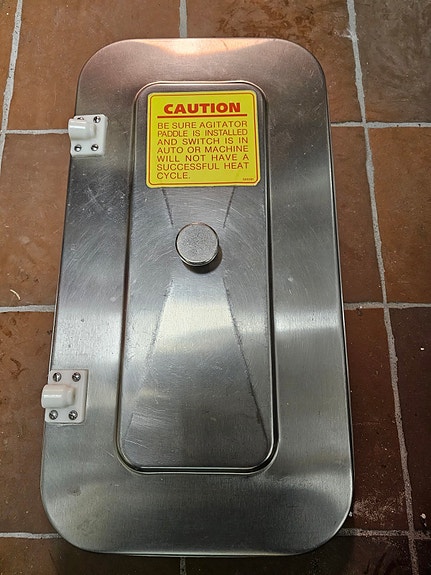 CAUTION
BE SURE AGITATOR
PADDLE IS INSTALLED
AND SWITCH IS IN
AUTO OR MACHINE
WILL NOT HAVE A
SUCCESSFUL HEAT
CYCLE.